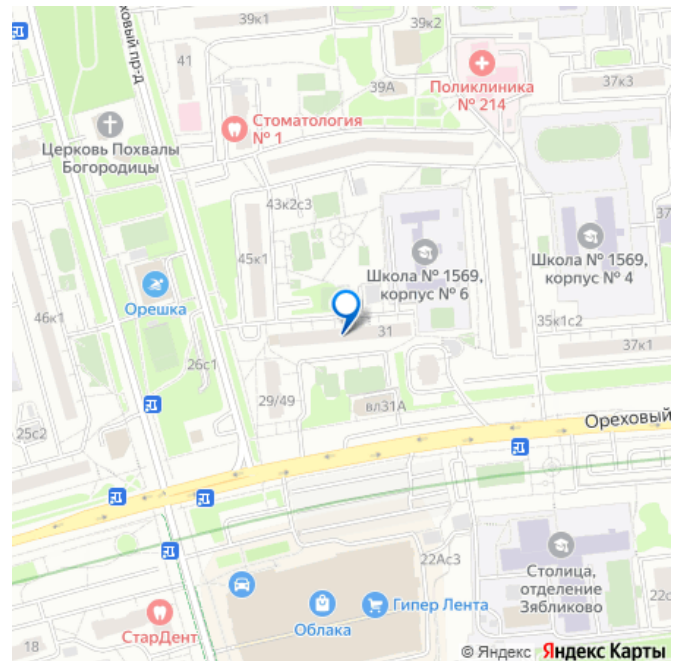 39к1
39к2
ховый пр-д
41
37к3
39А
Поликлиника
№ 214
Стоматология
№ 1
Церковь Похвалы
Богородицы
43к2с3
37
45к1
Школа № 1569,
корпус № 4
Школа № 1569,
корпус № 6
Орешка
46к1
31
35к1с2
37к1
26с1
29/49
вл31А
Ореховый
25с2
22Ас3
Столица,
отделение
Зябликово
22с
Гипер Лента
Облака
СтарДент
18
© Яндекс Яндекс Карты